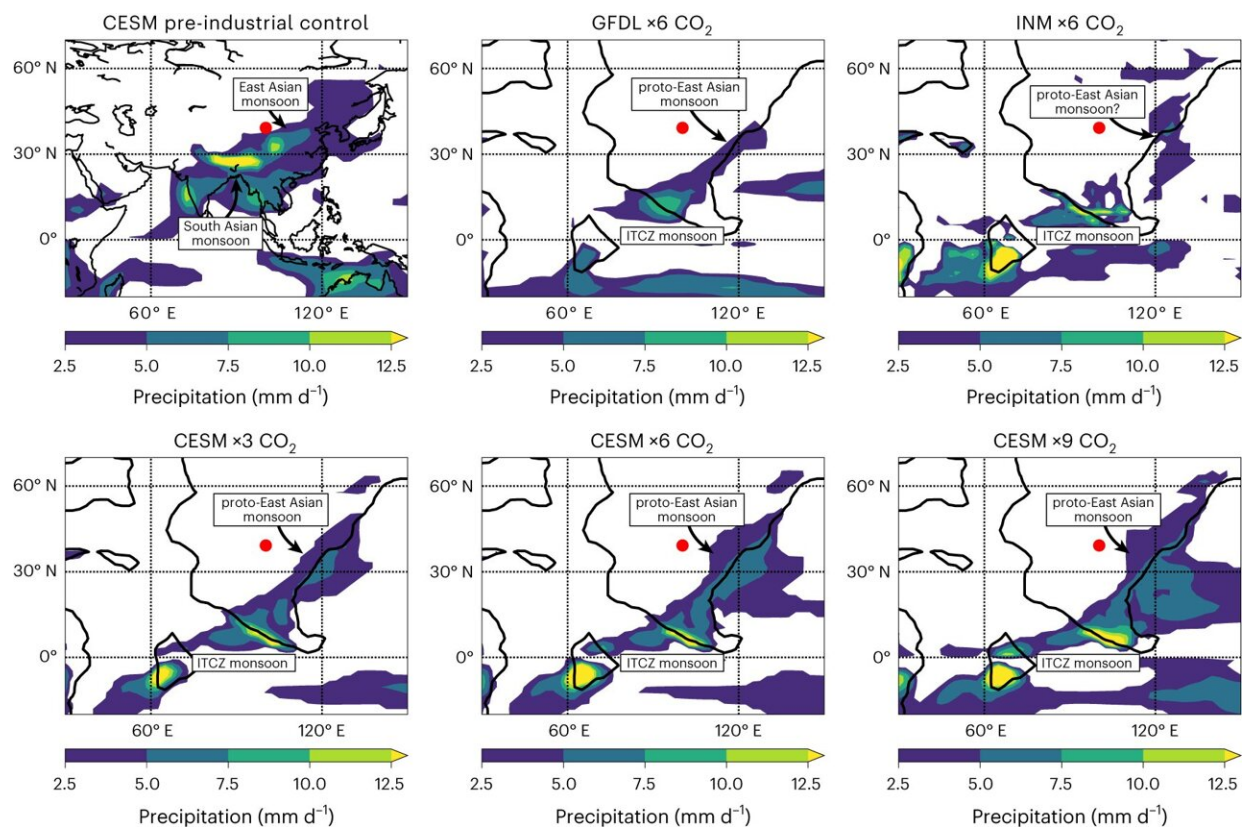 CESM pre-industrial control
60° N
30° N
0°
East Asian
monsoon
South Asian
monsoon
60° E
120° E
2.5 5.0 7.5 10.0 12.5
Precipitation (mm d⁻¹)
GFDL ×6 CO₂
60° N
30° N
0°
proto-East Asian
monsoon
ITCZ monsoon
60° E
120° E
2.5 5.0 7.5 10.0 12.5
Precipitation (mm d⁻¹)
INM ×6 CO₂
60° N
30° N
0°
proto-East Asian
monsoon?
ITCZ monsoon
60° E
120° E
2.5 5.0 7.5 10.0 12.5
Precipitation (mm d⁻¹)
CESM ×3 CO₂
60° N
30° N
0°
proto-East Asian
monsoon
ITCZ monsoon
60° E
120° E
2.5 5.0 7.5 10.0 12.5
Precipitation (mm d⁻¹)
CESM ×6 CO₂
60° N
30° N
0°
proto-East Asian
monsoon
ITCZ monsoon
60° E
120° E
2.5 5.0 7.5 10.0 12.5
Precipitation (mm d⁻¹)
CESM ×9 CO₂
60° N
30° N
0°
proto-East Asian
monsoon
ITCZ monsoon
60° E
120° E
2.5 5.0 7.5 10.0 12.5
Precipitation (mm d⁻¹)